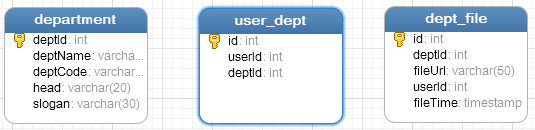 department
deptId: int
deptName: varcha...
deptCode: varchar...
head: varchar(20)
slogan: varchar(30)
user_dept
id: int
userId: int
deptId: int
dept_file
id: int
deptId: int
fileUrl: varchar(50)
userId: int
fileTime: timestamp